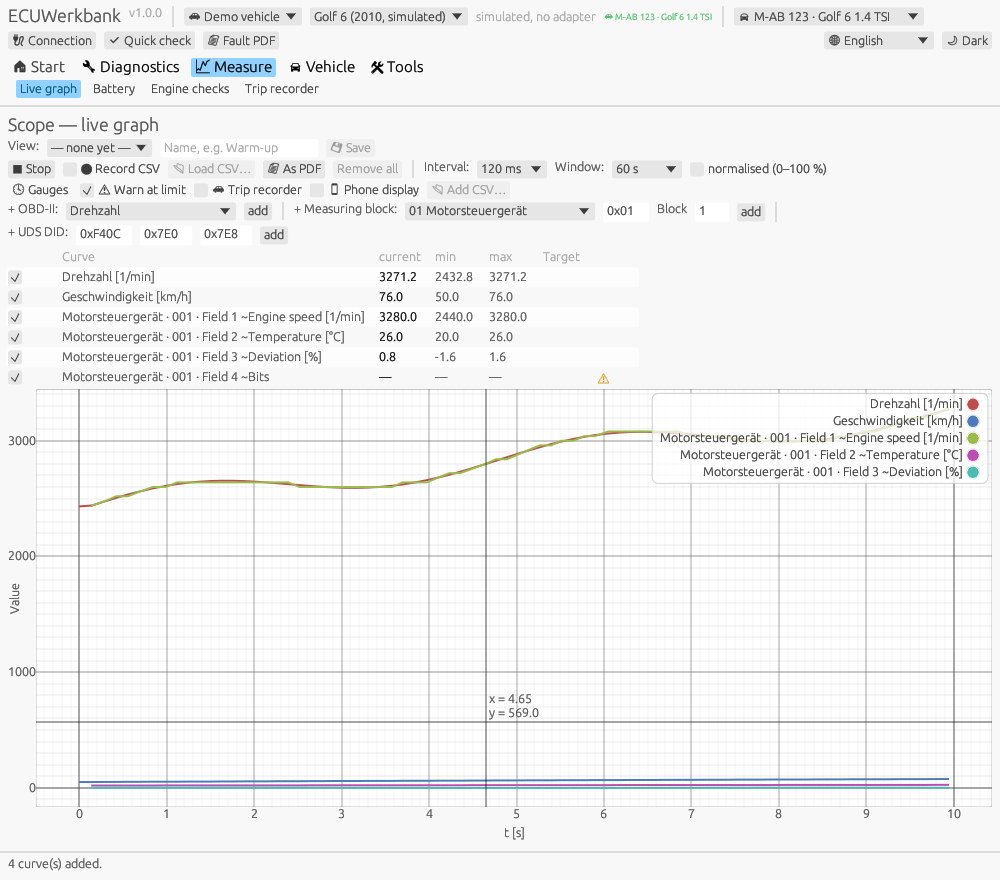 ECUWerkbank v1.0.0 Demo vehicle Golf 6 (2010, simulated) simulated, no adapter M-AB 123 · Golf 6 1.4 TSI M-AB 123 · Golf 6 1.4 TSI
Connection Quick check Fault PDF English Dark
Start Diagnostics Measure Vehicle Tools
Live graph Battery Engine checks Trip recorder
Scope — live graph
View: — none yet — Name, e.g. Warm-up Save
Stop Record CSV Load CSV... As PDF Remove all Interval: 120 ms Window: 60 s normalised (0–100 %)
Gauges Warn at limit Trip recorder Phone display Add CSV...
+ OBD-II: Drehzahl add + Measuring block: 01 Motorsteuergerät 0x01 Block 1 add
+ UDS DID: 0xF40C 0x7E0 0x7E8 add
Curve current min max Target
Drehzahl [1/min] 3271.2 2432.8 3271.2
Geschwindigkeit [km/h] 76.0 50.0 76.0
Motorsteuergerät · 001 · Field 1 ~Engine speed [1/min] 3280.0 2440.0 3280.0
Motorsteuergerät · 001 · Field 2 ~Temperature [°C] 26.0 20.0 26.0
Motorsteuergerät · 001 · Field 3 ~Deviation [%] 0.8 -1.6 1.6
Motorsteuergerät · 001 · Field 4 ~Bits — — —
Drehzahl [1/min]
Geschwindigkeit [km/h]
Motorsteuergerät · 001 · Field 1 ~Engine speed [1/min]
Motorsteuergerät · 001 · Field 2 ~Temperature [°C]
Motorsteuergerät · 001 · Field 3 ~Deviation [%]
3000
2000
Value
1000
x = 4.65
y = 569.0
0
0 1 2 3 4 5 6 7 8 9 10
t [s]
4 curve(s) added.